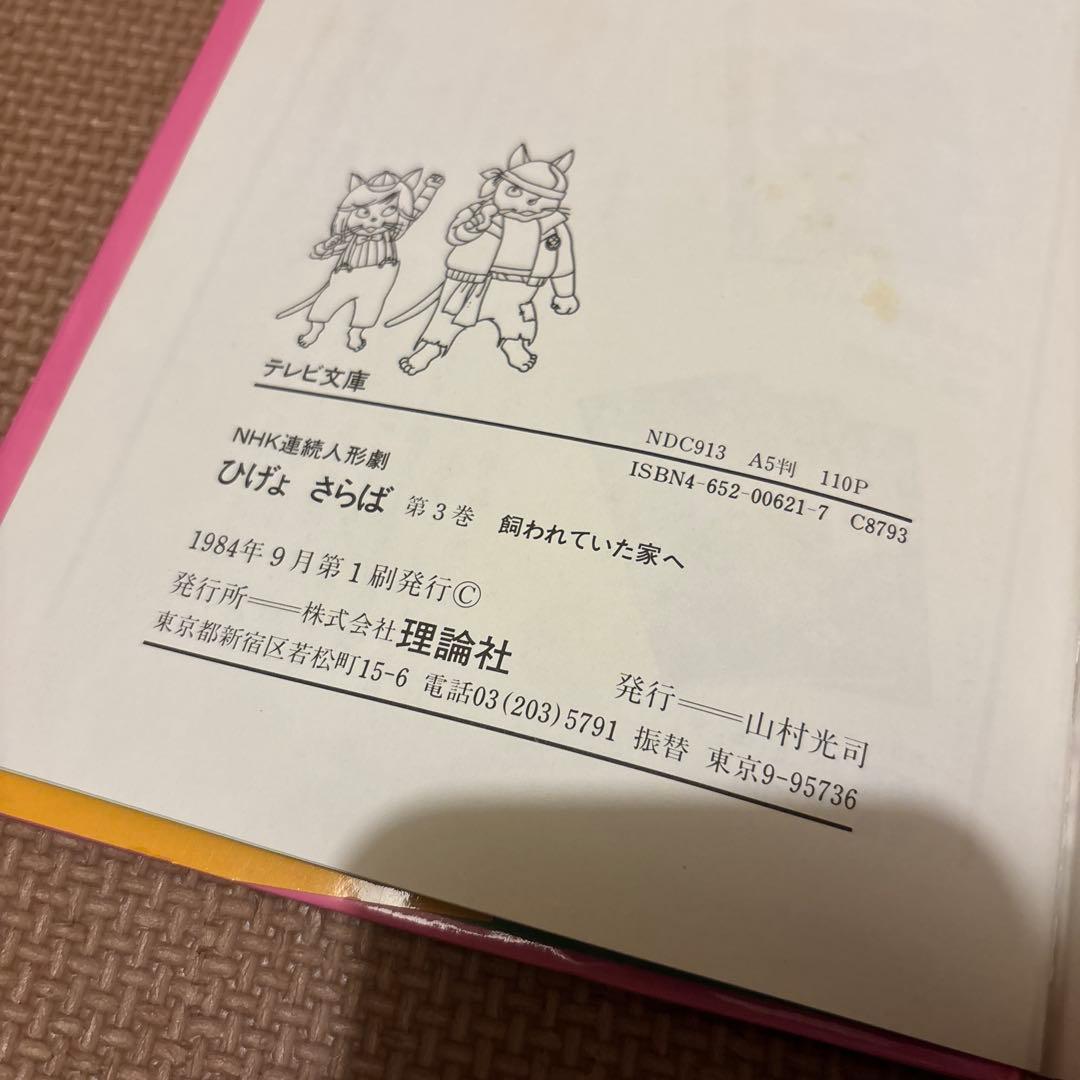 テレビ文庫
NDC913 A5判 110P
ISBN4-652-00621-7 C8793
NHK連続人形劇
ひげよ さらば 第3巻 飼われていた家へ
1984年9月第1刷発行©
発行所——株式会社理論社
発行——山村光司
東京都新宿区若松町15-6 電話03(203)5791 振替 東京9-95736